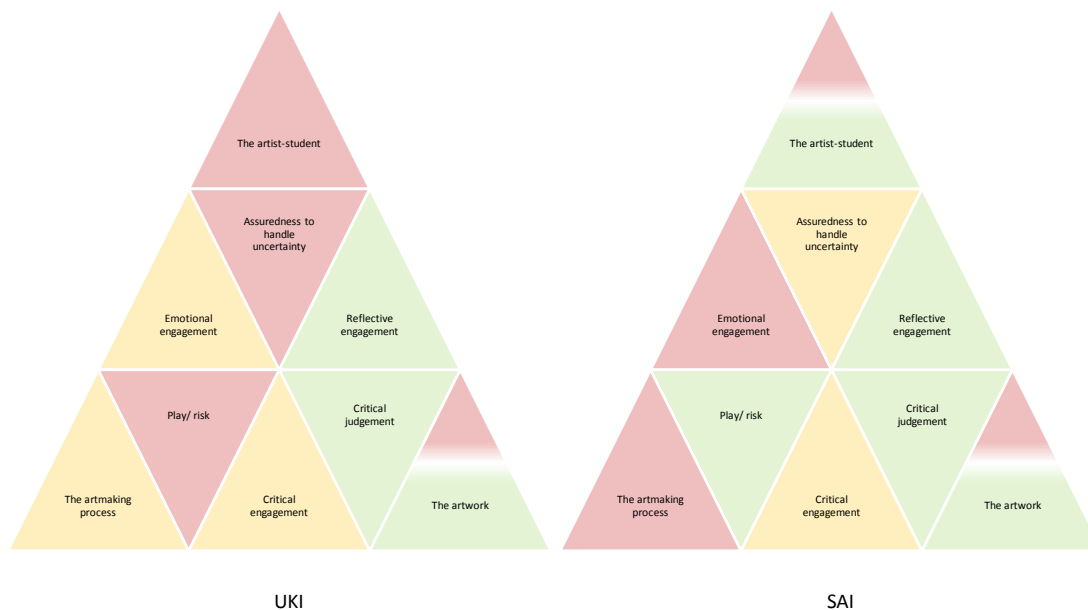 The artist-student
Assuredness to
handle
uncertainty
Emotional
engagement
Reflective
engagement
Play/ risk
Critical
judgement
The artmaking
process
Critical
engagement
The artwork
UKI
The artist-student
Assuredness to
handle
uncertainty
Emotional
engagement
Reflective
engagement
Play/ risk
Critical
judgement
The artmaking
process
Critical
engagement
The artwork
SAI